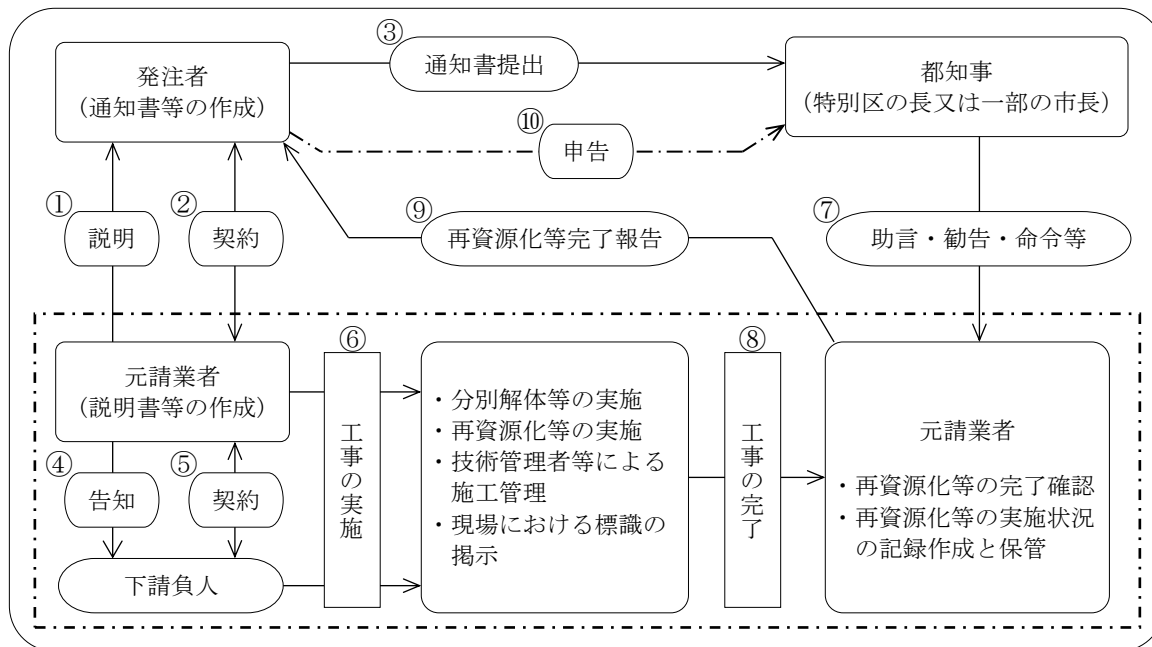 ③
通知書提出
発注者
（通知書等の作成）
都知事
（特別区の長又は一部の市長）
⑩
申告
①
説明
②
契約
⑨
再資源化等完了報告
⑦
助言・勧告・命令等
元請業者
（説明書等の作成）
④
告知
⑤
契約
下請負人
⑥
工事の実施
・分別解体等の実施
・再資源化等の実施
・技術管理者等による
施工管理
・現場における標識の
掲示
⑧
工事の完了
元請業者
・再資源化等の完了確認
・再資源化等の実施状況
の記録作成と保管